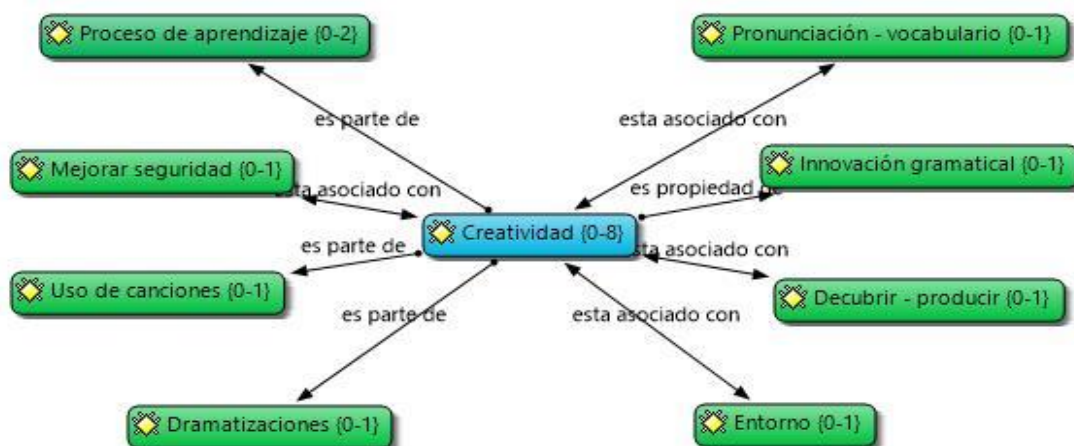 Proceso de aprendizaje {0-2}
Pronunciación - vocabulario {0-1}
es parte de
esta asociado con
Mejorar seguridad {0-1}
Innovación gramatical {0-1}
esta asociado con
es propiedad de
Creatividad {0-8}
es parte de
esta asociado con
Uso de canciones {0-1}
Decubrir - producir {0-1}
es parte de
esta asociado con
Dramatizaciones {0-1}
Entorno {0-1}